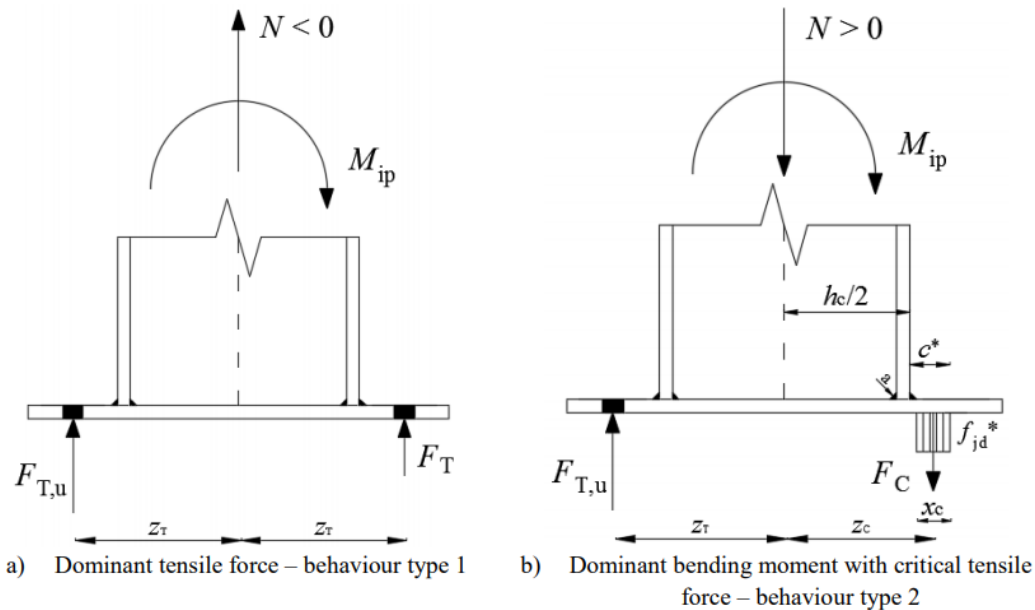 N < 0
M_ip
F_T,u
F_T
z_T
z_T
a) Dominant tensile force – behaviour type 1
N > 0
M_ip
h_c/2
c*
a
f_jd*
F_T,u
F_C
x_c
z_T
z_C
b) Dominant bending moment with critical tensile
force – behaviour type 2